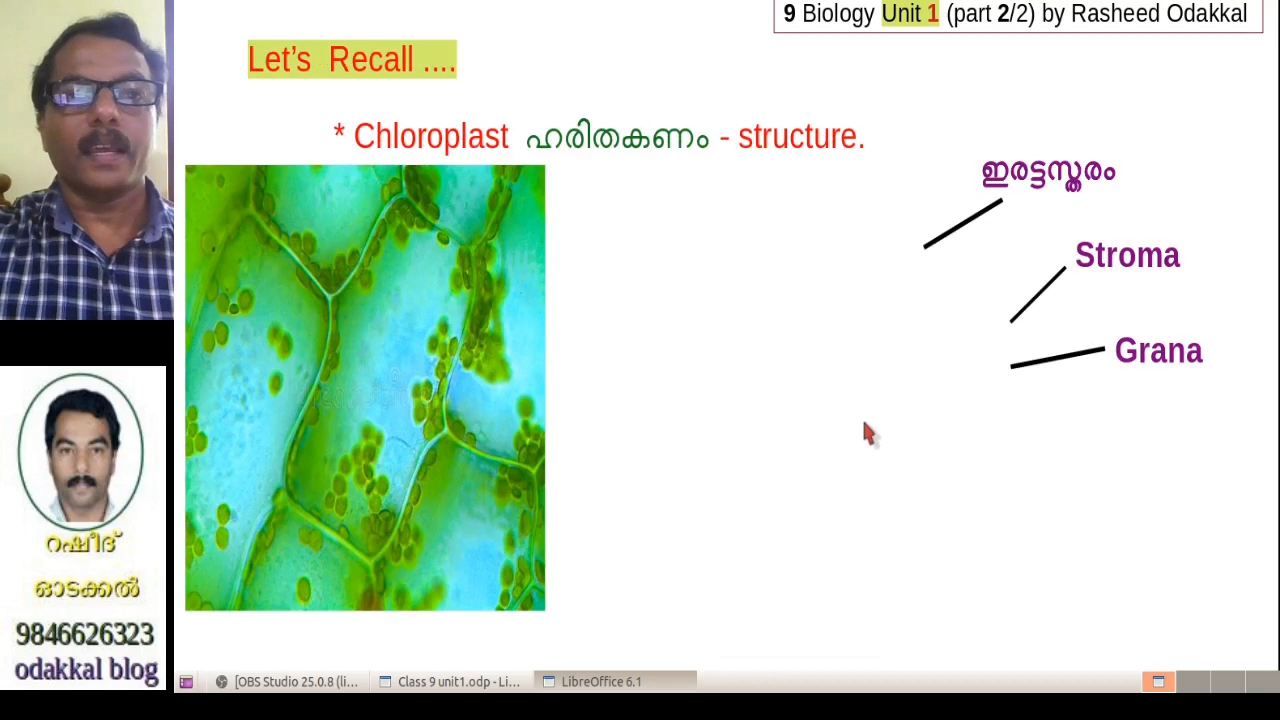 9 Biology Unit 1 (part 2/2) by Rasheed Odakkal
Let’s Recall ....
* Chloroplast ഹരിതകണം - structure.
ഇരട്ടസ്തരം
Stroma
Grana
റഷീദ്
ഓടക്കൽ
9846626323
odakkal blog
[OBS Studio 25.0.8 (li...
Class 9 unit1.odp - Li...
LibreOffice 6.1